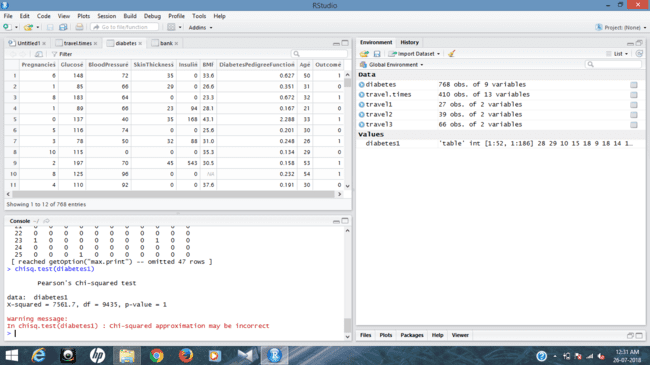 RStudio
File Edit Code View Plots Session Build Debug Profile Tools Help
Go to file/function Addins Project: (None)
Untitled1 travel.times diabetes bank
Filter
Pregnancies Glucose BloodPressure SkinThickness Insulin BMI DiabetesPedigreeFunction Age Outcome
1 6 148 72 35 0 33.6 0.627 50 1
2 1 85 66 29 0 26.6 0.351 31 0
3 8 183 64 0 0 23.3 0.672 32 1
4 1 89 66 23 94 28.1 0.167 21 0
5 0 137 40 35 168 43.1 2.288 33 1
6 5 116 74 0 0 25.6 0.201 30 0
7 3 78 50 32 88 31.0 0.248 26 1
8 10 115 0 0 0 35.3 0.134 29 0
9 2 197 70 45 543 30.5 0.158 53 1
10 8 125 96 0 0 NA 0.232 54 1
11 4 110 92 0 0 37.6 0.191 30 0
Showing 1 to 12 of 768 entries
Console ~/
22 0 0 0 0 0 0 0 0 0 0 0
23 1 0 0 0 0 0 0 0 1 0 0
24 0 0 0 0 0 0 0 0 0 0 0
25 0 0 0 1 0 0 0 0 0 0 0
[ reached getOption("max.print") -- omitted 47 rows ]
> chisq.test(diabetes1)
Pearson's Chi-squared test
data: diabetes1
X-squared = 7561.7, df = 9435, p-value = 1
Warning message:
In chisq.test(diabetes1) : Chi-squared approximation may be incorrect
>
Environment History
Import Dataset List
Global Environment
Data
diabetes 768 obs. of 9 variables
travel.times 410 obs. of 13 variables
travel1 27 obs. of 2 variables
travel2 39 obs. of 2 variables
travel3 66 obs. of 2 variables
Values
diabetes1 'table' int [1:52, 1:186] 28 29 10 15 18 9 18 14 1…
Files Plots Packages Help Viewer
12:31 AM
26-07-2018